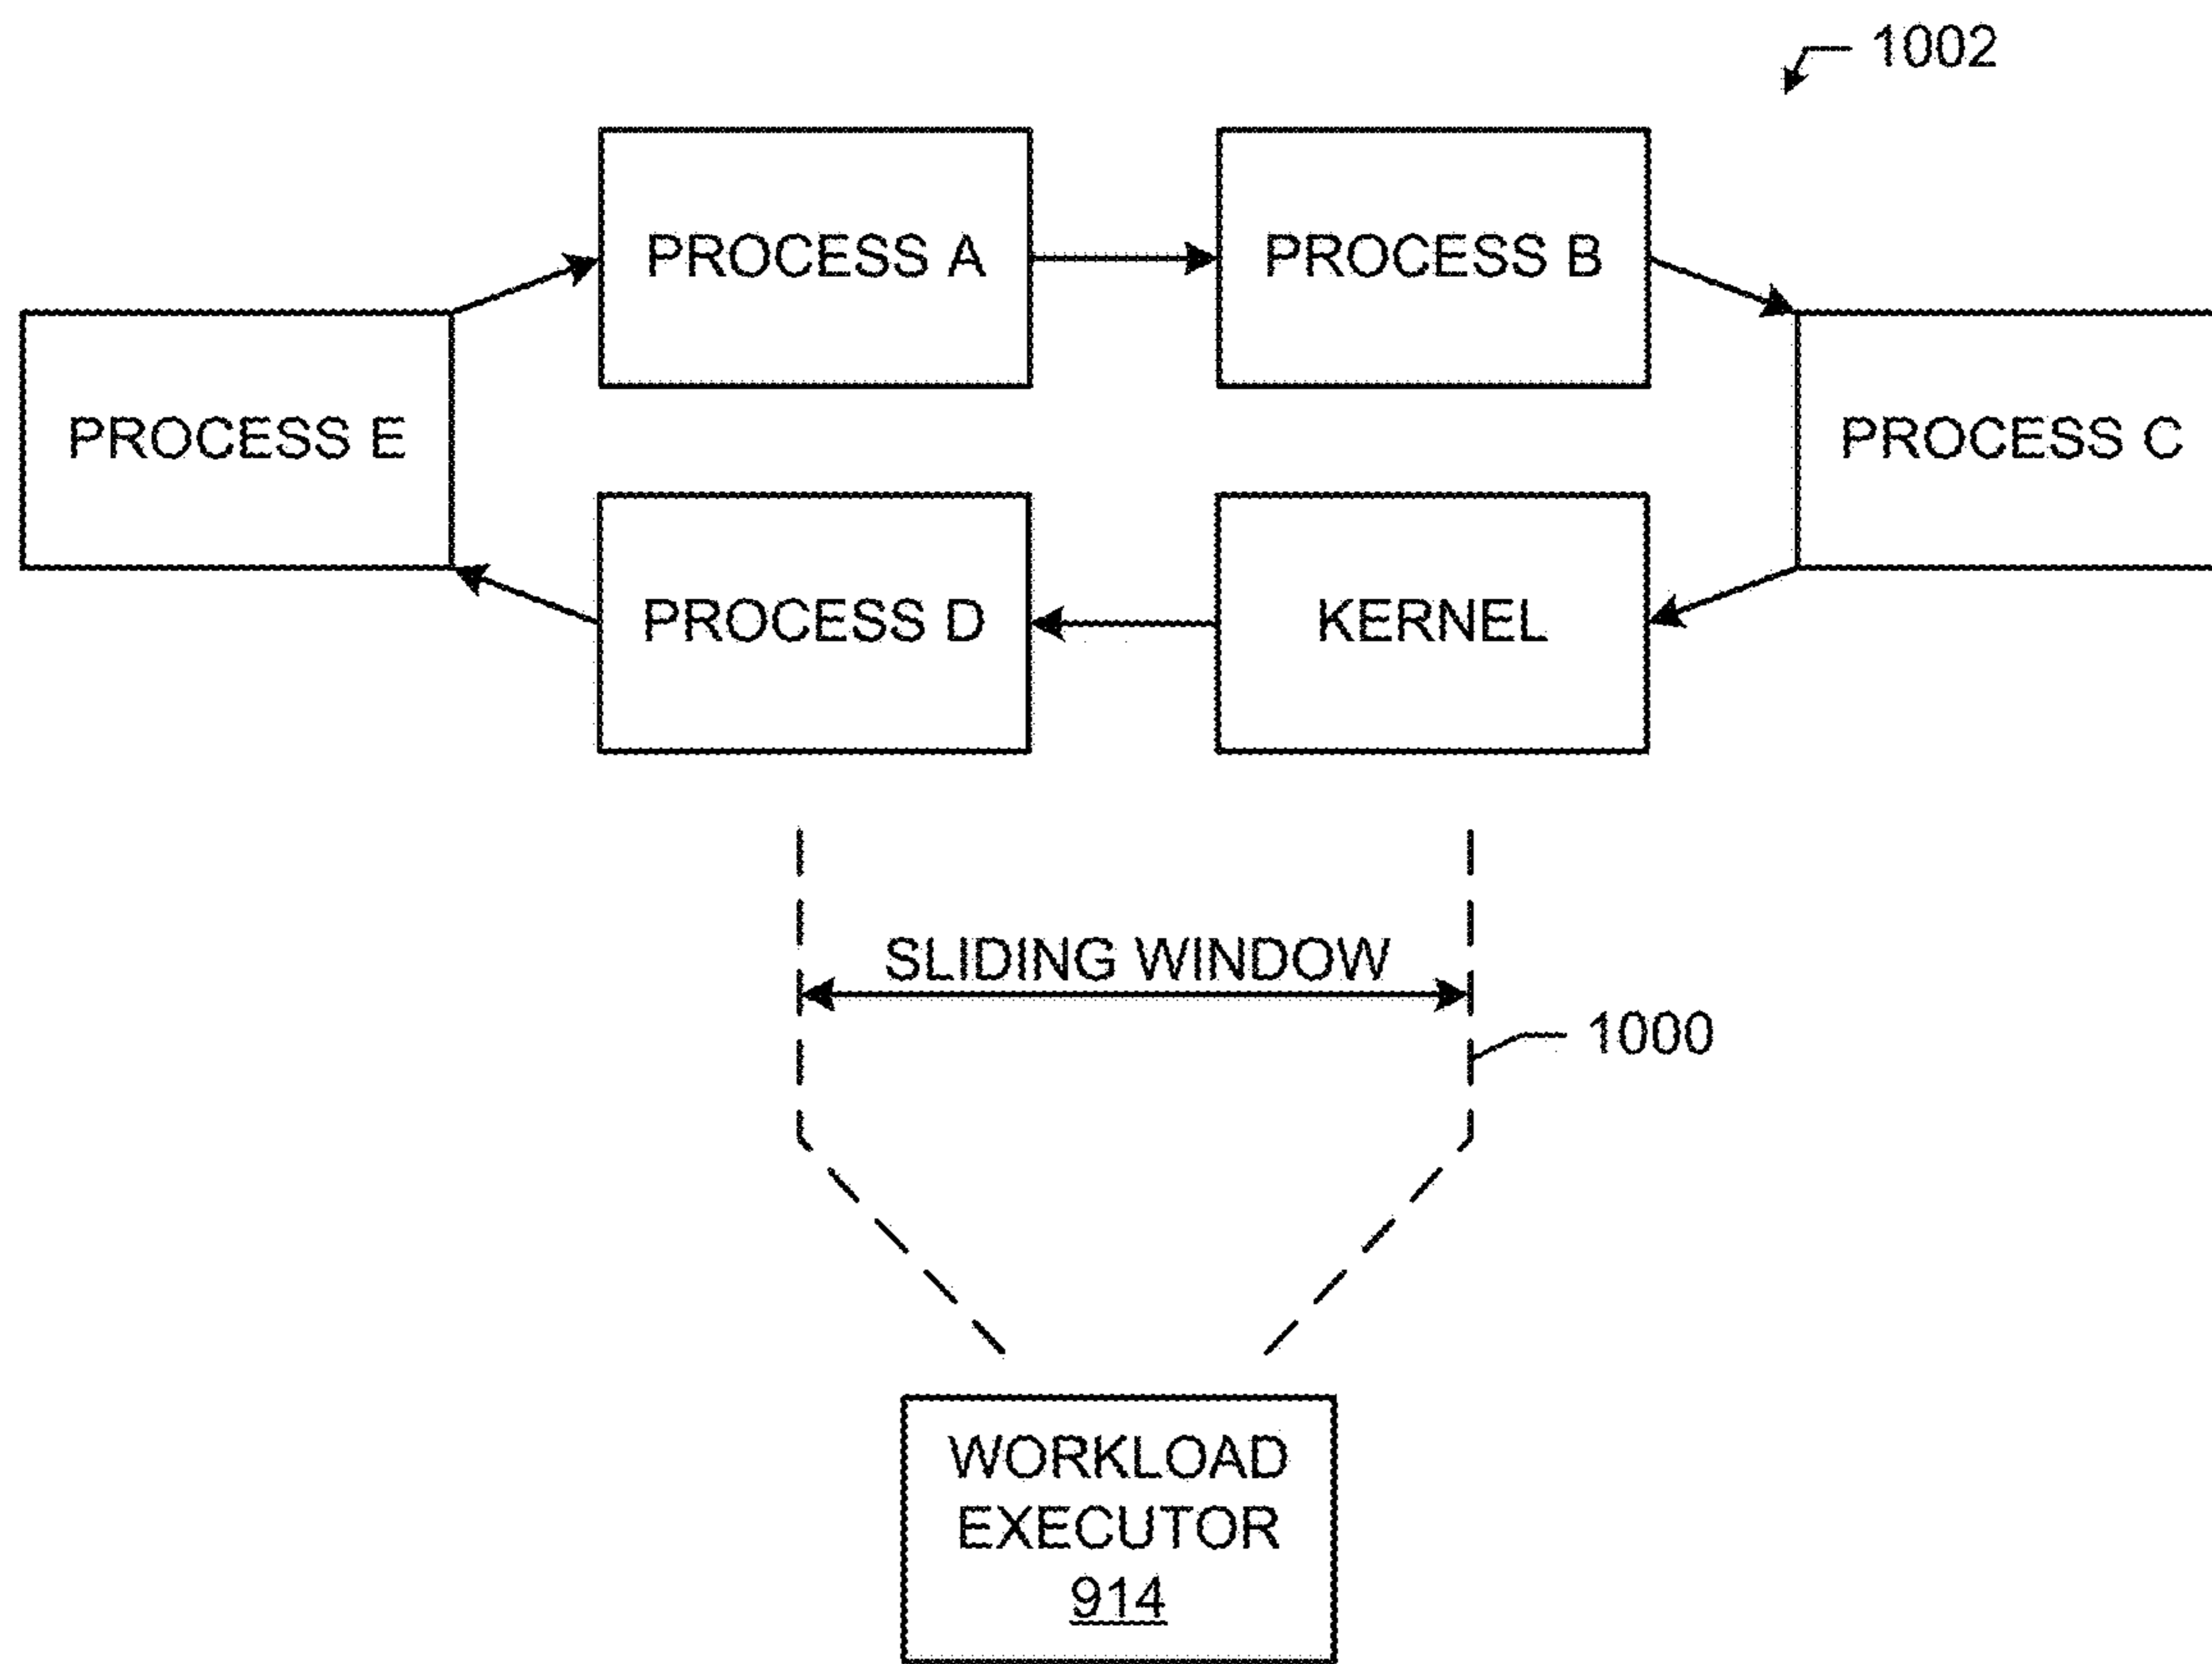 1002
PROCESS A
PROCESS B
PROCESS E
PROCESS C
PROCESS D
KERNEL
SLIDING WINDOW
1000
WORKLOAD
EXECUTOR
914